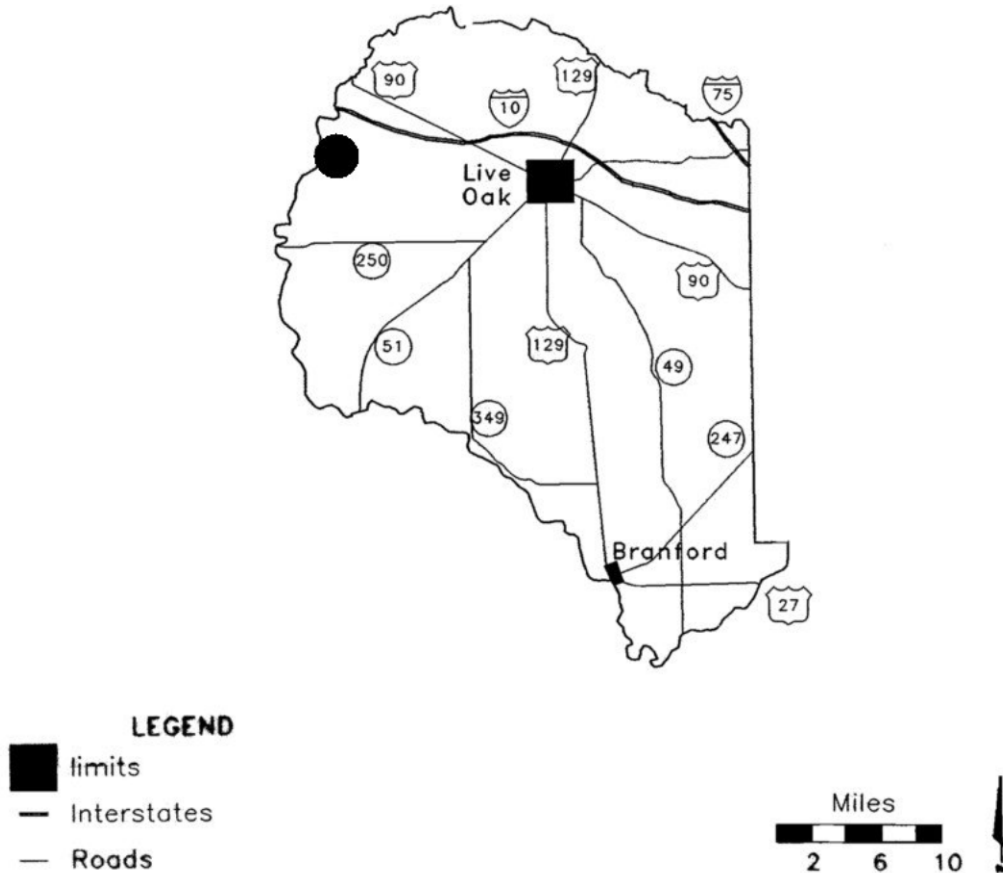 90
129
75
10
Live
Oak
250
90
51
129
49
349
247
Branford
27
LEGEND
limits
Interstates
Roads
Miles
2 6 10